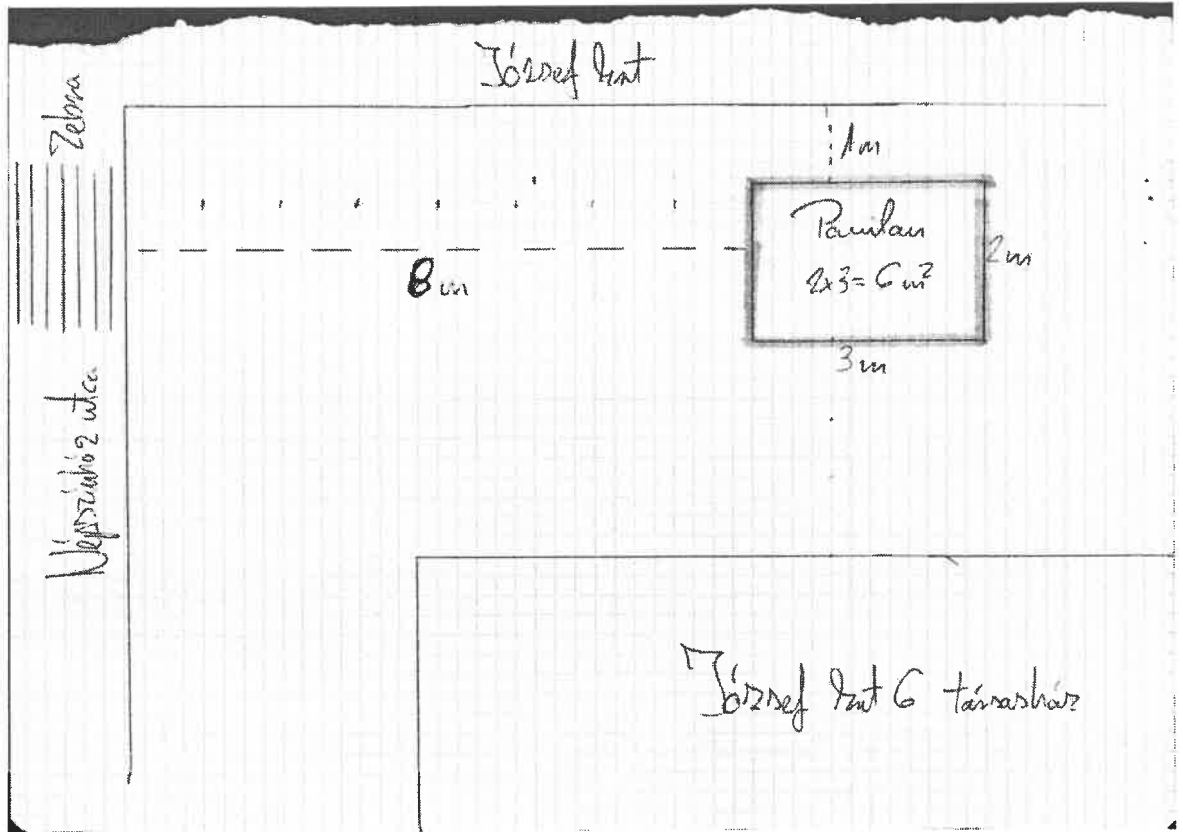 József krt
Zebra
1m
Pavilon
2x3=6m²
2m
8m
3m
Népszínház utca
József krt 6 társasház